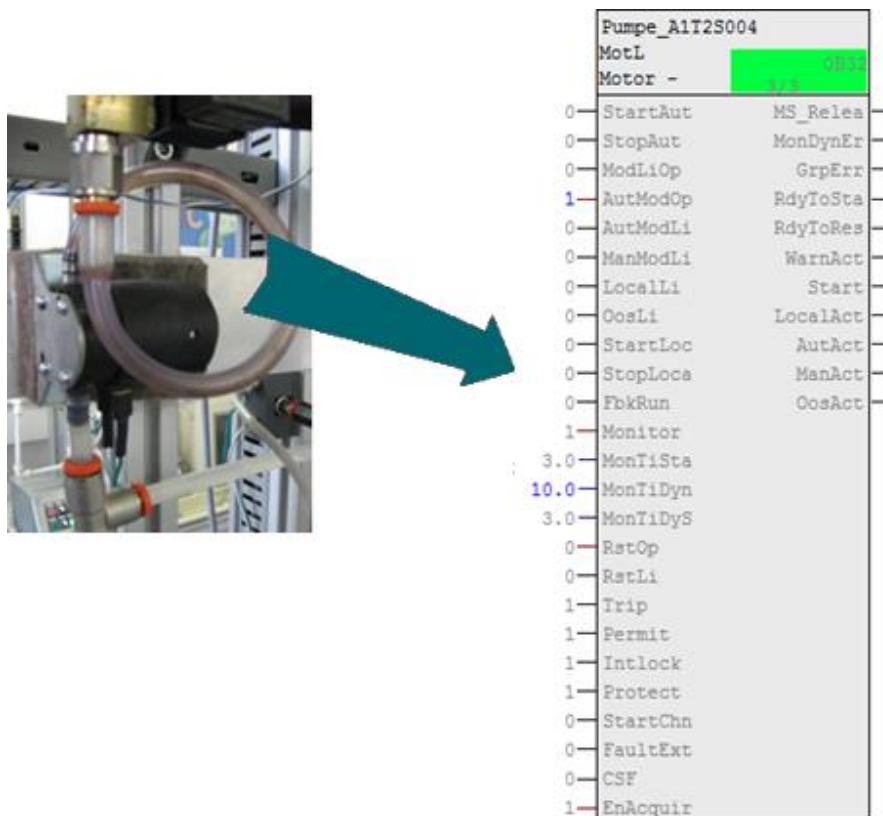 Pumpe_A1T2S004
MotL
Motor -
OB32
3/3
0 StartAut MS_Relea
0 StopAut MonDynEr
0 ModLiOp GrpErr
1 AutModOp RdyToSta
0 AutModLi RdyToRes
0 ManModLi WarnAct
0 LocalLi Start
0 OosLi LocalAct
0 StartLoc AutAct
0 StopLoca ManAct
0 FbkRun OosAct
1 Monitor
3.0 MonTiSta
10.0 MonTiDyn
3.0 MonTiDyS
0 RstOp
0 RstLi
1 Trip
1 Permit
1 Intlock
1 Protect
0 StartChn
0 FaultExt
0 CSF
1 EnAcquir